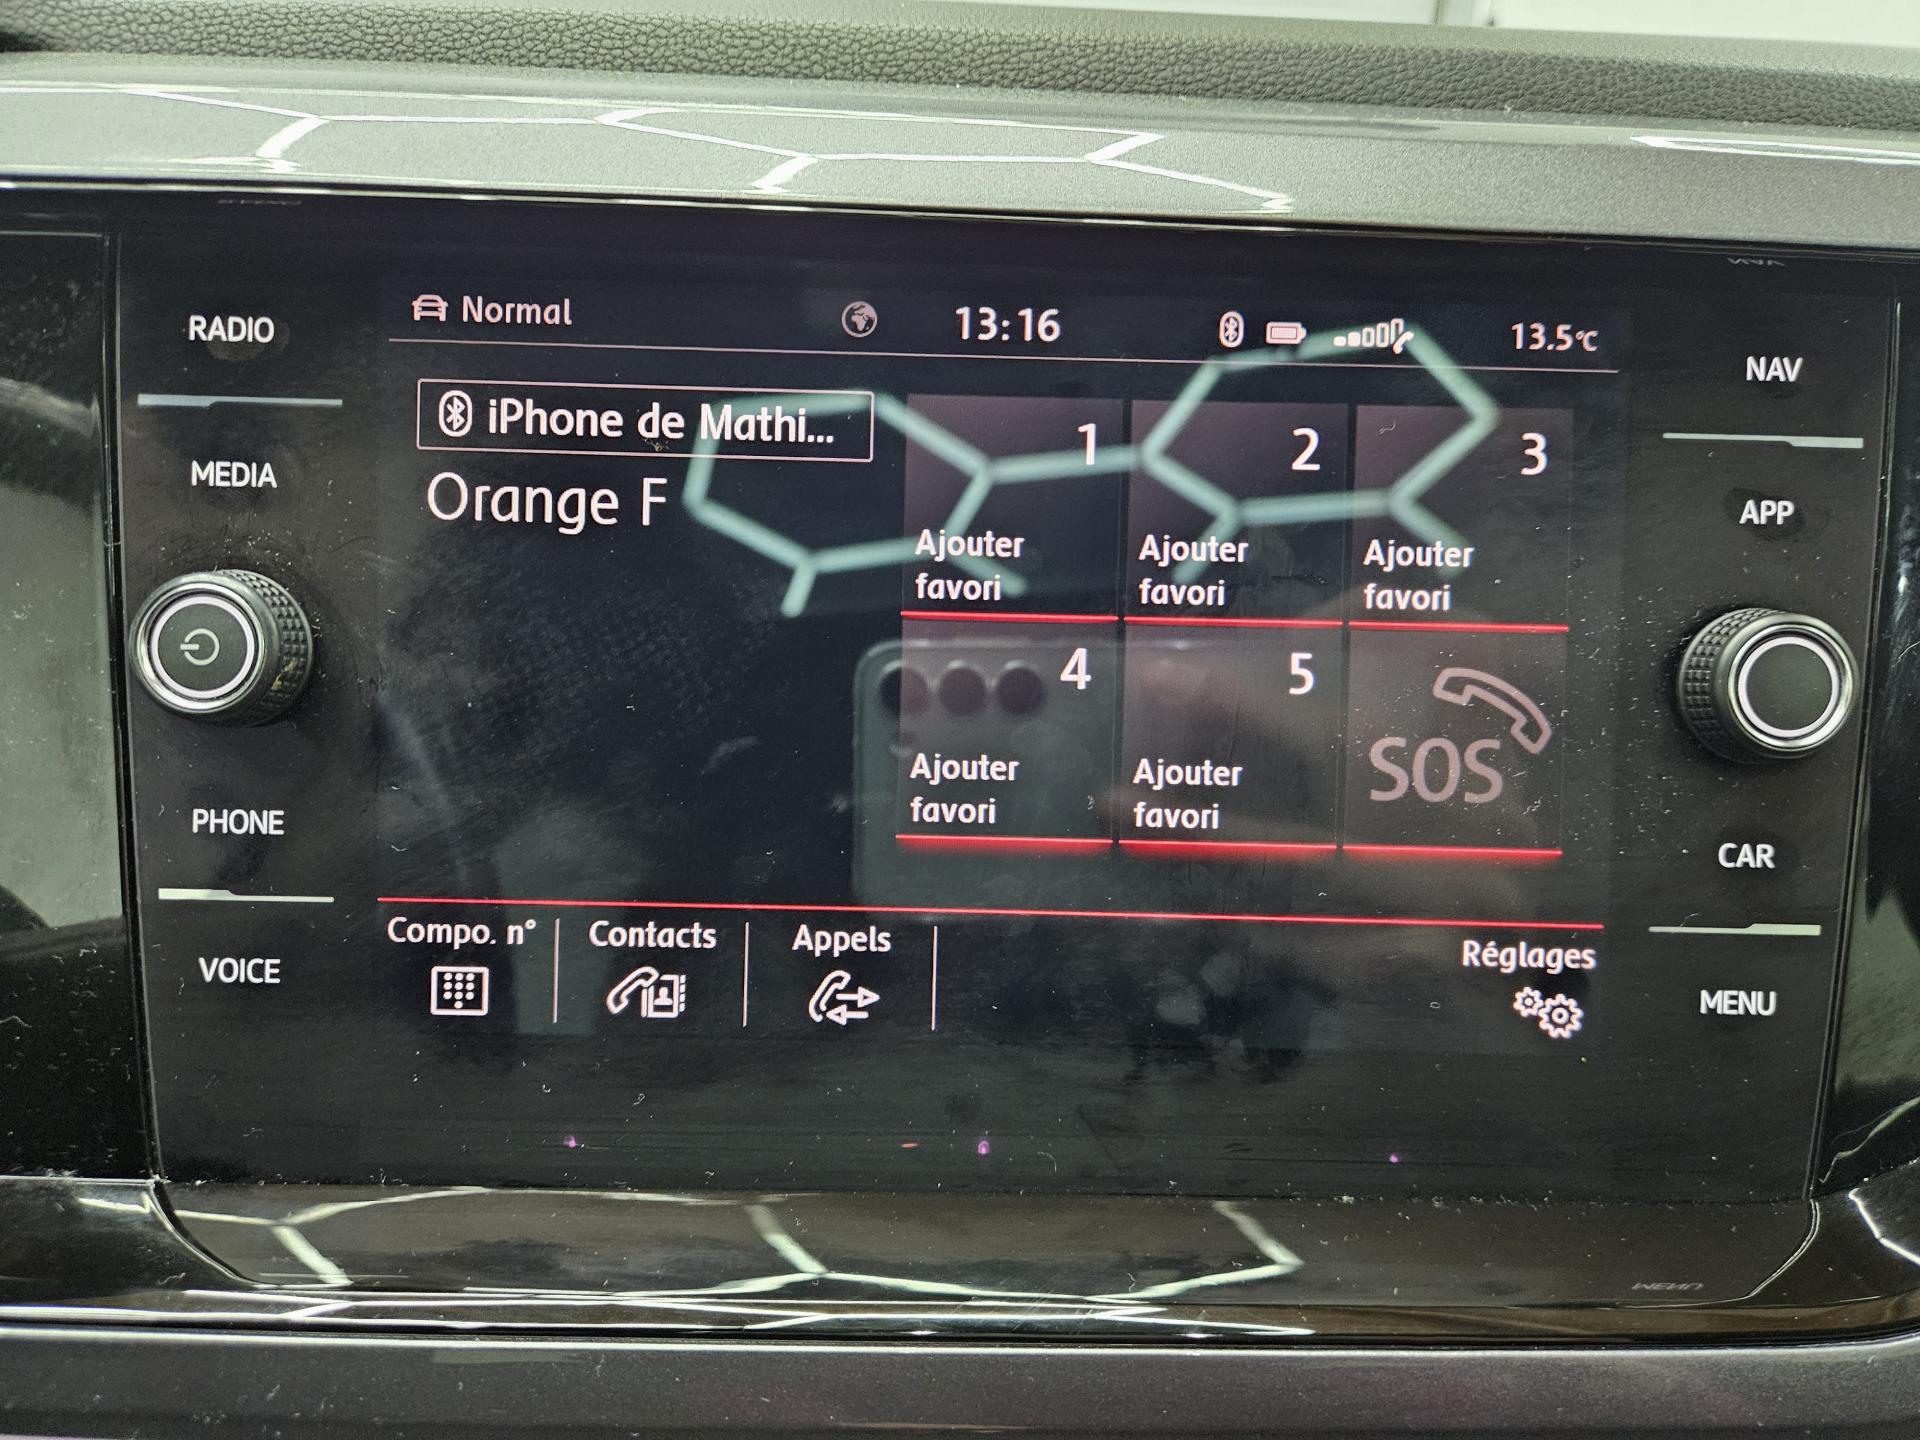 RADIO
MEDIA
PHONE
VOICE
Normal
13:16
13.5°C
iPhone de Mathi...
Orange F
1
Ajouter
favori
2
Ajouter
favori
3
Ajouter
favori
4
Ajouter
favori
5
Ajouter
favori
SOS
Compo. n°
Contacts
Appels
Réglages
NAV
APP
CAR
MENU